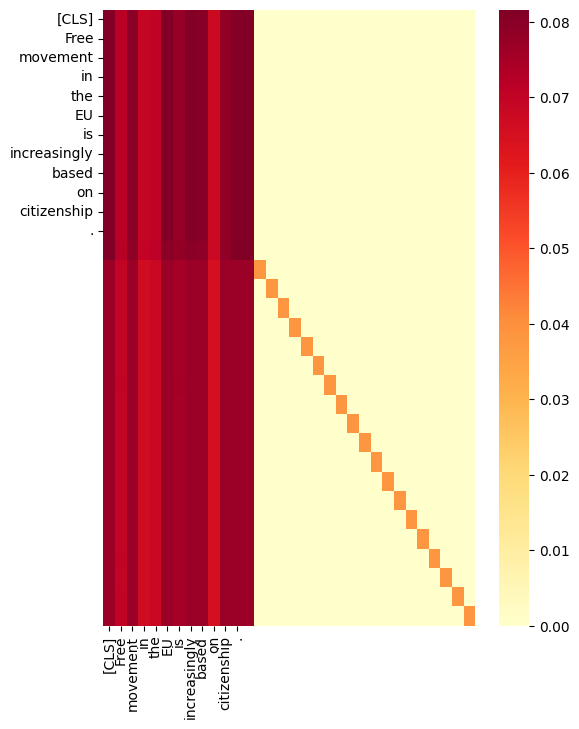 [CLS]
Free
movement
in
the
EU
is
increasingly
based
on
citizenship
.
0.08
0.07
0.06
0.05
0.04
0.03
0.02
0.01
0.00
[CLS]
Free
movement
in
the
EU
is
increasingly
based
on
citizenship
.